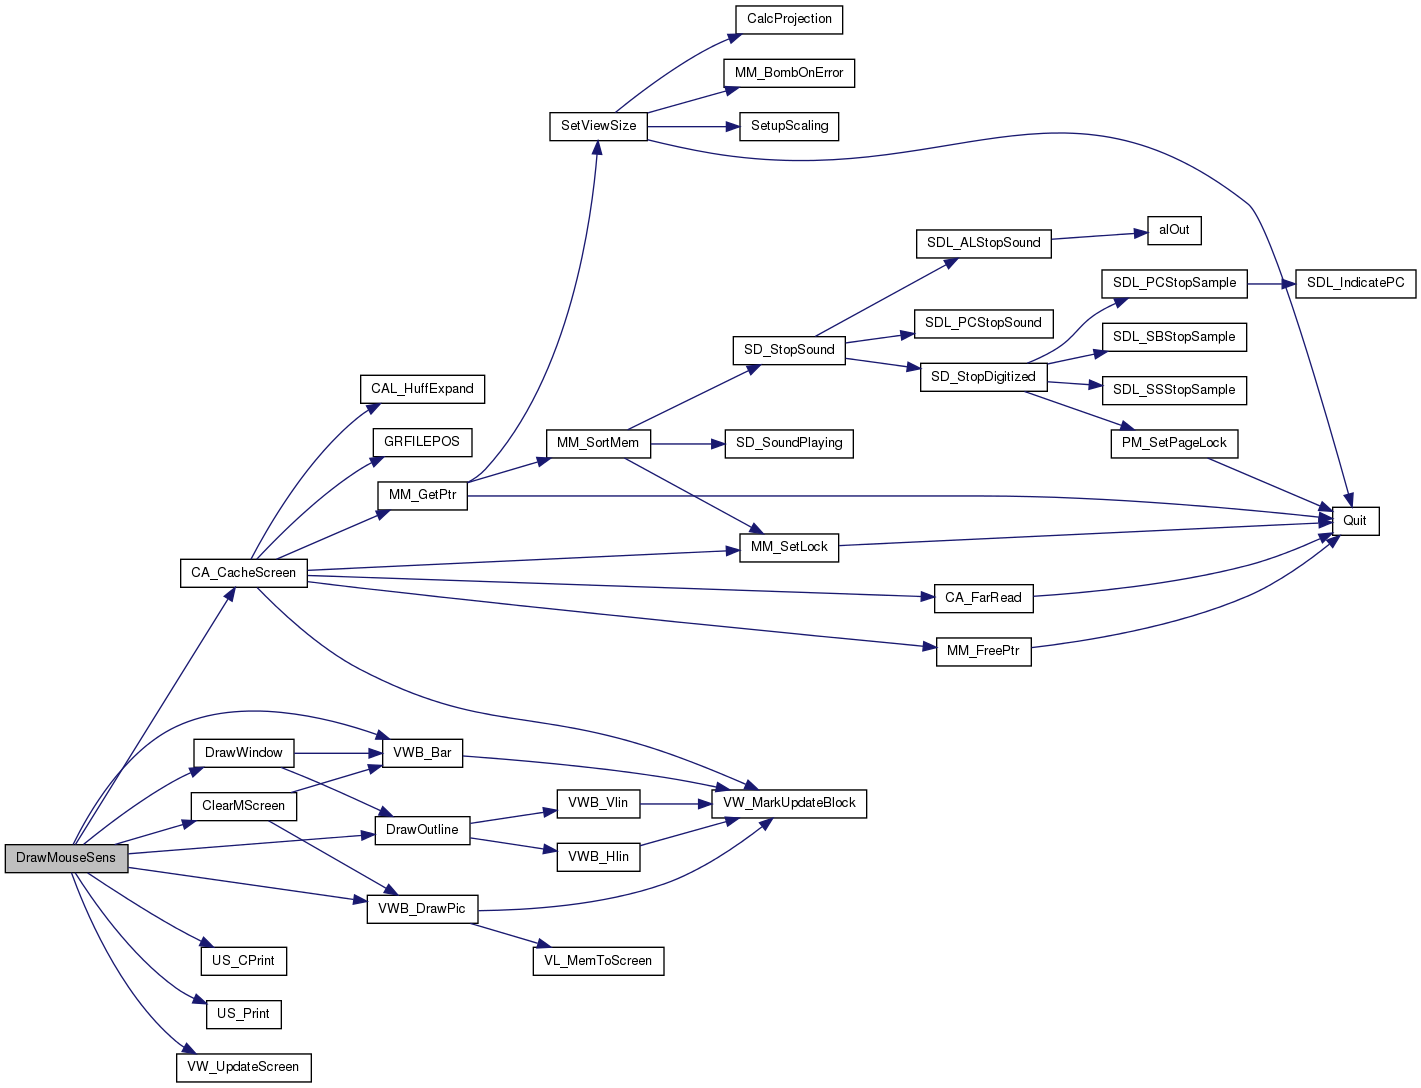 CalcProjection
MM_BombOnError
SetViewSize
SetupScaling
SDL_ALStopSound
alOut
SDL_PCStopSample
SDL_IndicatePC
SDL_PCStopSound
SDL_SBStopSample
SD_StopSound
SD_StopDigitized
SDL_SSStopSample
CAL_HuffExpand
GRFILEPOS
MM_SortMem
SD_SoundPlaying
PM_SetPageLock
MM_GetPtr
Quit
MM_SetLock
CA_CacheScreen
CA_FarRead
MM_FreePtr
DrawWindow
VWB_Bar
ClearMScreen
VWB_Vlin
VW_MarkUpdateBlock
DrawOutline
DrawMouseSens
VWB_Hlin
VWB_DrawPic
US_CPrint
VL_MemToScreen
US_Print
VW_UpdateScreen